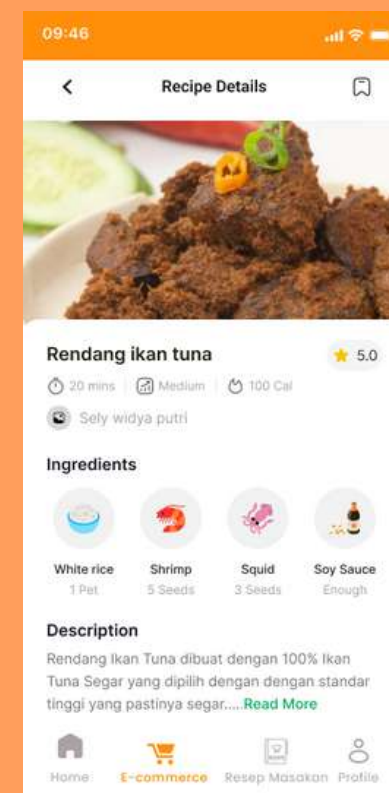 09:46
Recipe Details
Rendang ikan tuna
5.0
20 mins
Medium
100 Cal
Sely widya putri
Ingredients
White rice
Shrimp
Squid
Soy Sauce
1 Pet
5 Seeds
3 Seeds
Enough
Description
Rendang Ikan Tuna dibuat dengan 100% Ikan
Tuna Segar yang dipilih dengan dengan standar
tinggi yang pastinya segar.....Read More
Home
E-commerce
Resep Masakan
Profile